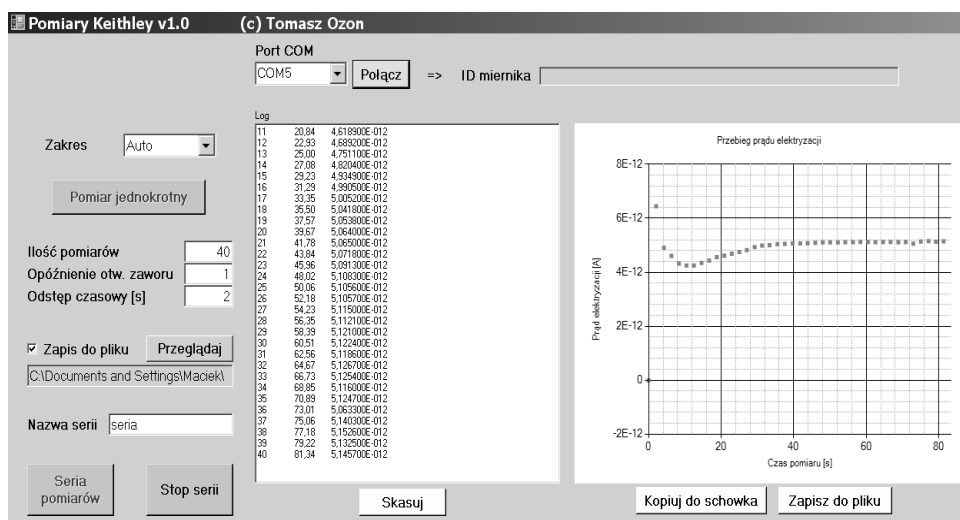 Pomiary Keithley v1.0 (c) Tomasz Ozon
Port COM
COM5 Połącz => ID miernika
Zakres Auto
Pomiar jednokrotny
Ilość pomiarów 40
Opóźnienie otw. zaworu 1
Odstęp czasowy [s] 2
Zapis do pliku Przeglądaj
C:\Documents and Settings\Maciek\
Nazwa serii seria
Seria pomiarów
Stop serii
Log
11 20,84 4,618900E-012
12 22,93 4,689200E-012
13 25,00 4,751100E-012
14 27,08 4,820400E-012
15 29,23 4,934900E-012
16 31,29 4,990500E-012
17 33,35 5,005200E-012
18 35,50 5,041800E-012
19 37,57 5,053800E-012
20 39,67 5,064000E-012
21 41,78 5,065000E-012
22 43,84 5,071800E-012
23 45,96 5,091300E-012
24 48,02 5,108300E-012
25 50,06 5,105600E-012
26 52,18 5,105700E-012
27 54,23 5,115000E-012
28 56,35 5,112100E-012
29 58,39 5,121000E-012
30 60,51 5,122400E-012
31 62,56 5,118600E-012
32 64,67 5,126700E-012
33 66,73 5,125400E-012
34 68,85 5,116000E-012
35 70,89 5,124700E-012
36 73,01 5,063300E-012
37 75,06 5,140300E-012
38 77,18 5,152600E-012
39 79,22 5,132500E-012
40 81,34 5,145700E-012
Skasuj
Przebieg prądu elektryzacji
Prąd elektryzacji [A]
8E-12
6E-12
4E-12
2E-12
0
-2E-12
0 20 40 60 80
Czas pomiaru [s]
Kopiuj do schowka Zapisz do pliku